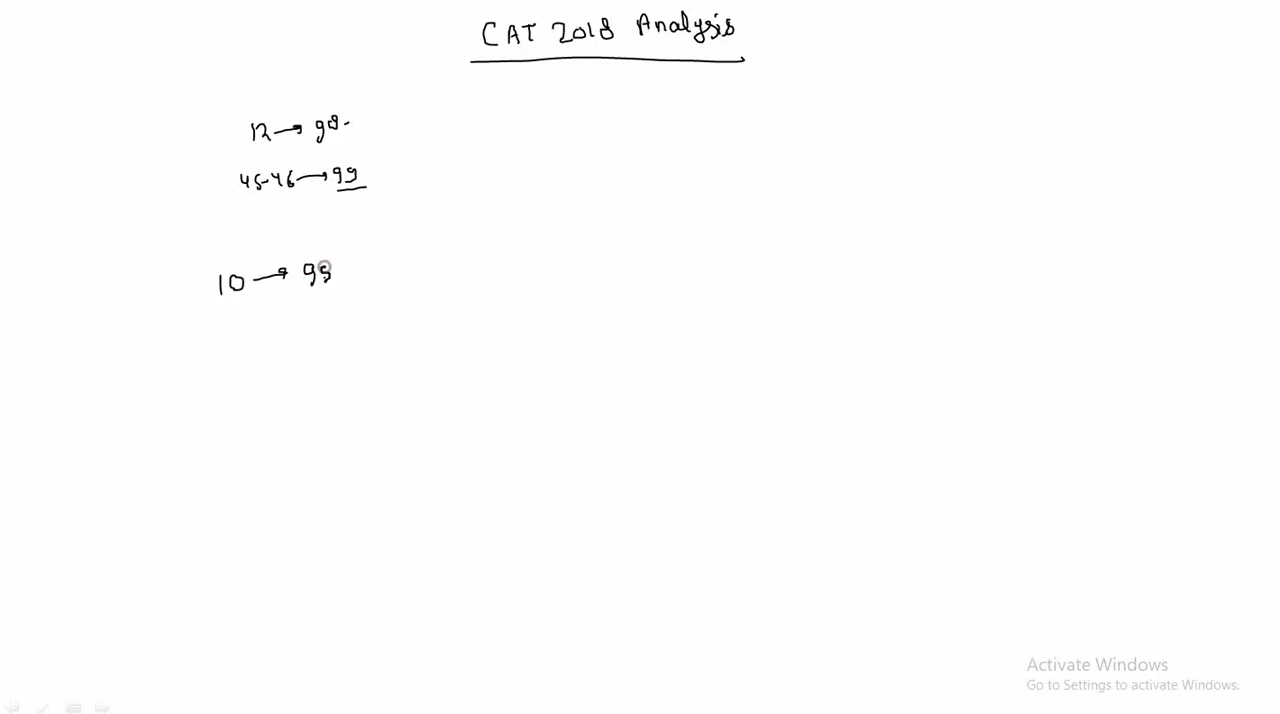 CAT 2018 Analysis
12 → 98.
45-46 → 99
10 → 95
Activate Windows
Go to Settings to activate Windows.